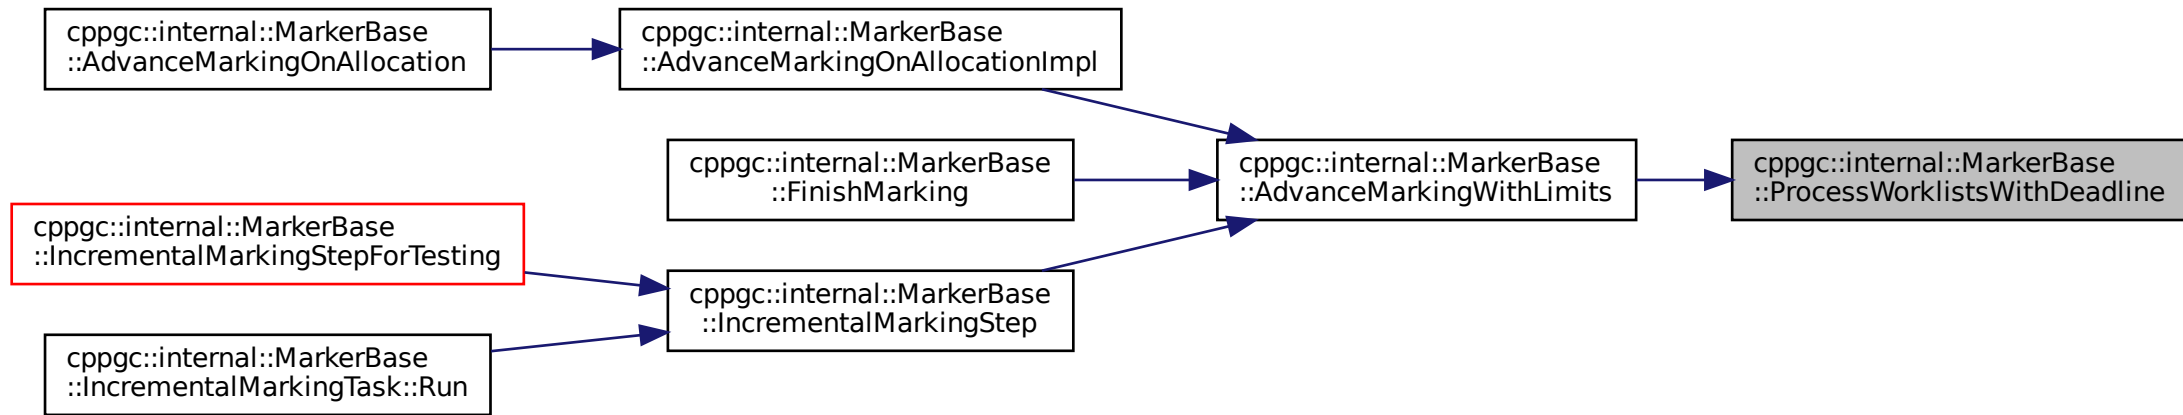 cppgc::internal::MarkerBase
::AdvanceMarkingOnAllocation
cppgc::internal::MarkerBase
::AdvanceMarkingOnAllocationImpl
cppgc::internal::MarkerBase
::FinishMarking
cppgc::internal::MarkerBase
::AdvanceMarkingWithLimits
cppgc::internal::MarkerBase
::ProcessWorklistsWithDeadline
cppgc::internal::MarkerBase
::IncrementalMarkingStepForTesting
cppgc::internal::MarkerBase
::IncrementalMarkingStep
cppgc::internal::MarkerBase
::IncrementalMarkingTask::Run